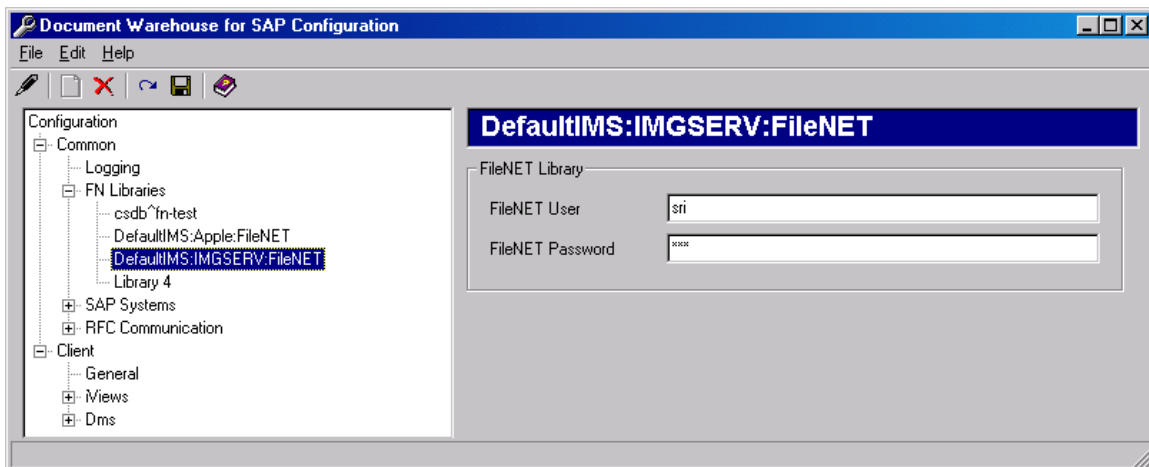 Document Warehouse for SAP Configuration
File Edit Help
Configuration
Common
Logging
FN Libraries
csdb^fn-test
DefaultIMS:Apple:FileNET
DefaultIMS:IMGSERV:FileNET
Library 4
SAP Systems
RFC Communication
Client
General
iViews
Dms
DefaultIMS:IMGSERV:FileNET
FileNET Library
FileNET User sri
FileNET Password ***